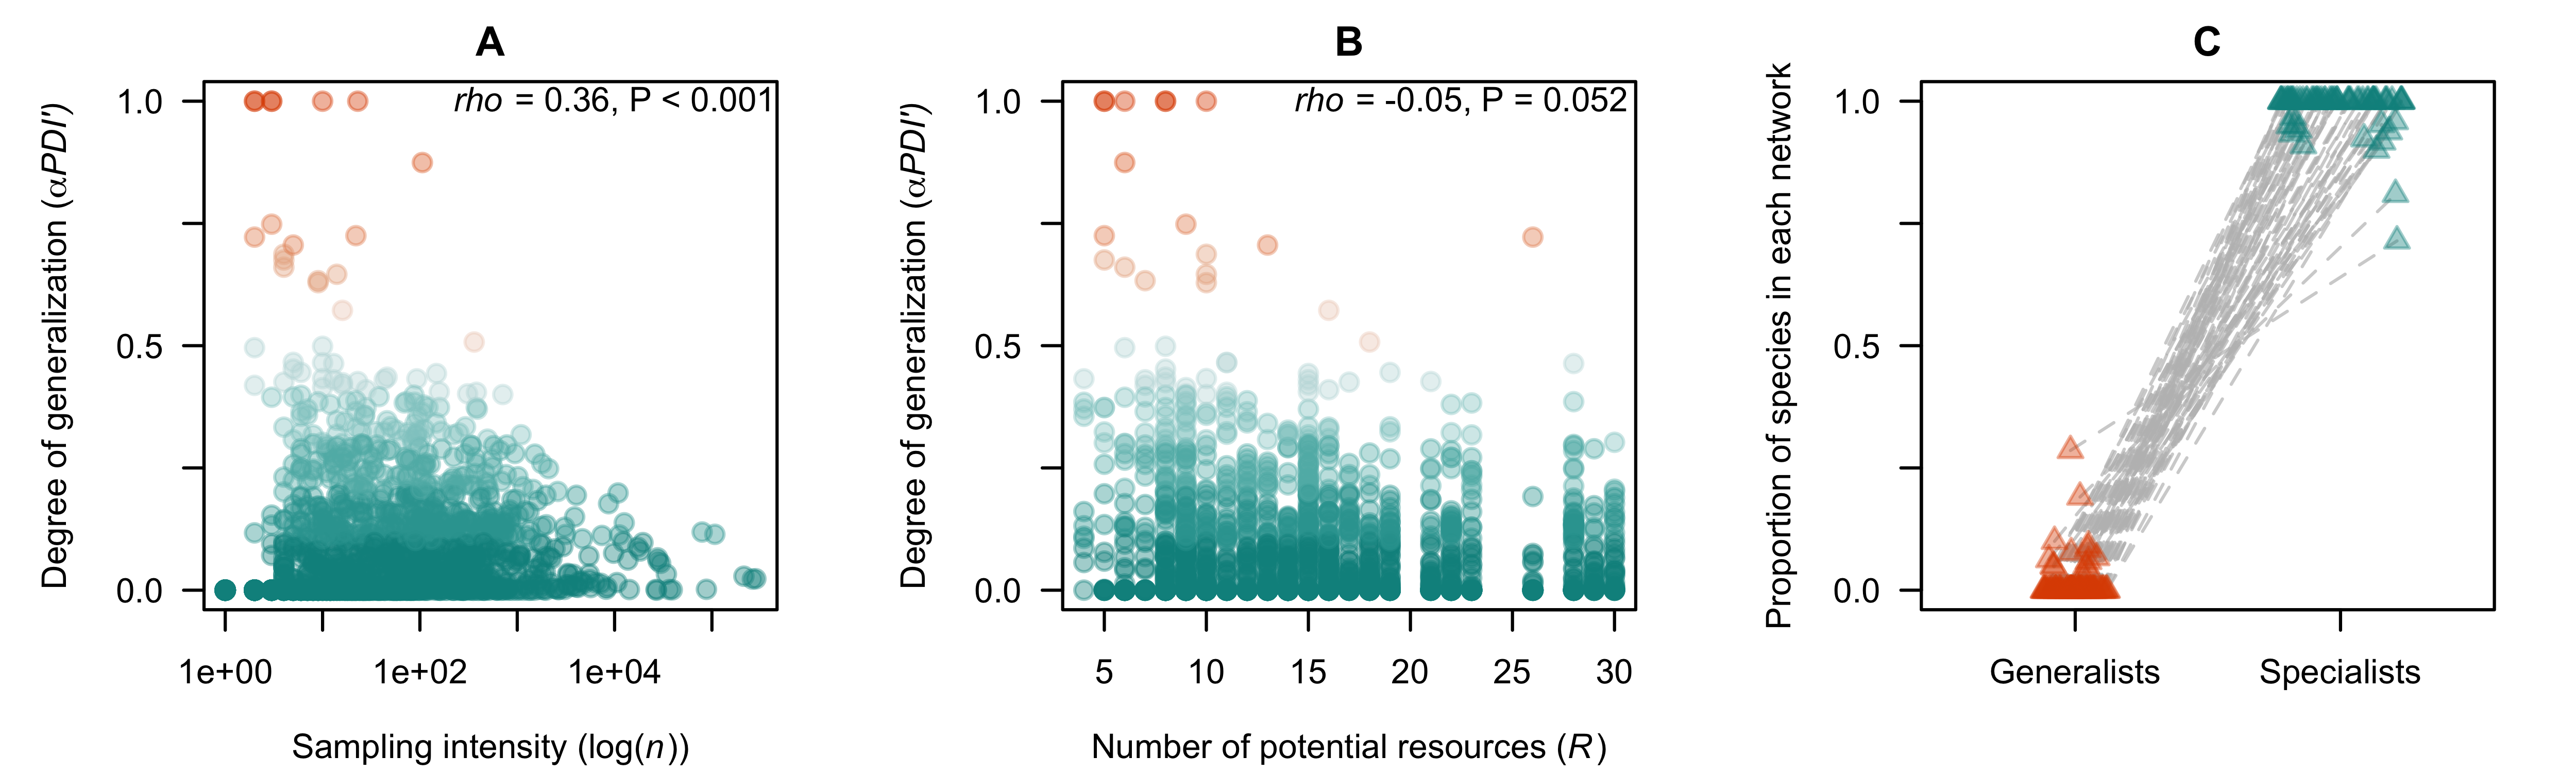 A
Degree of generalization (αPDI')
1.0
0.5
0.0
rho = 0.36, P < 0.001
1e+00 1e+02 1e+04
Sampling intensity (log(n))
B
Degree of generalization (αPDI')
1.0
0.5
0.0
rho = -0.05, P = 0.052
5 10 15 20 25 30
Number of potential resources (R)
C
Proportion of species in each network
1.0
0.5
0.0
Generalists Specialists